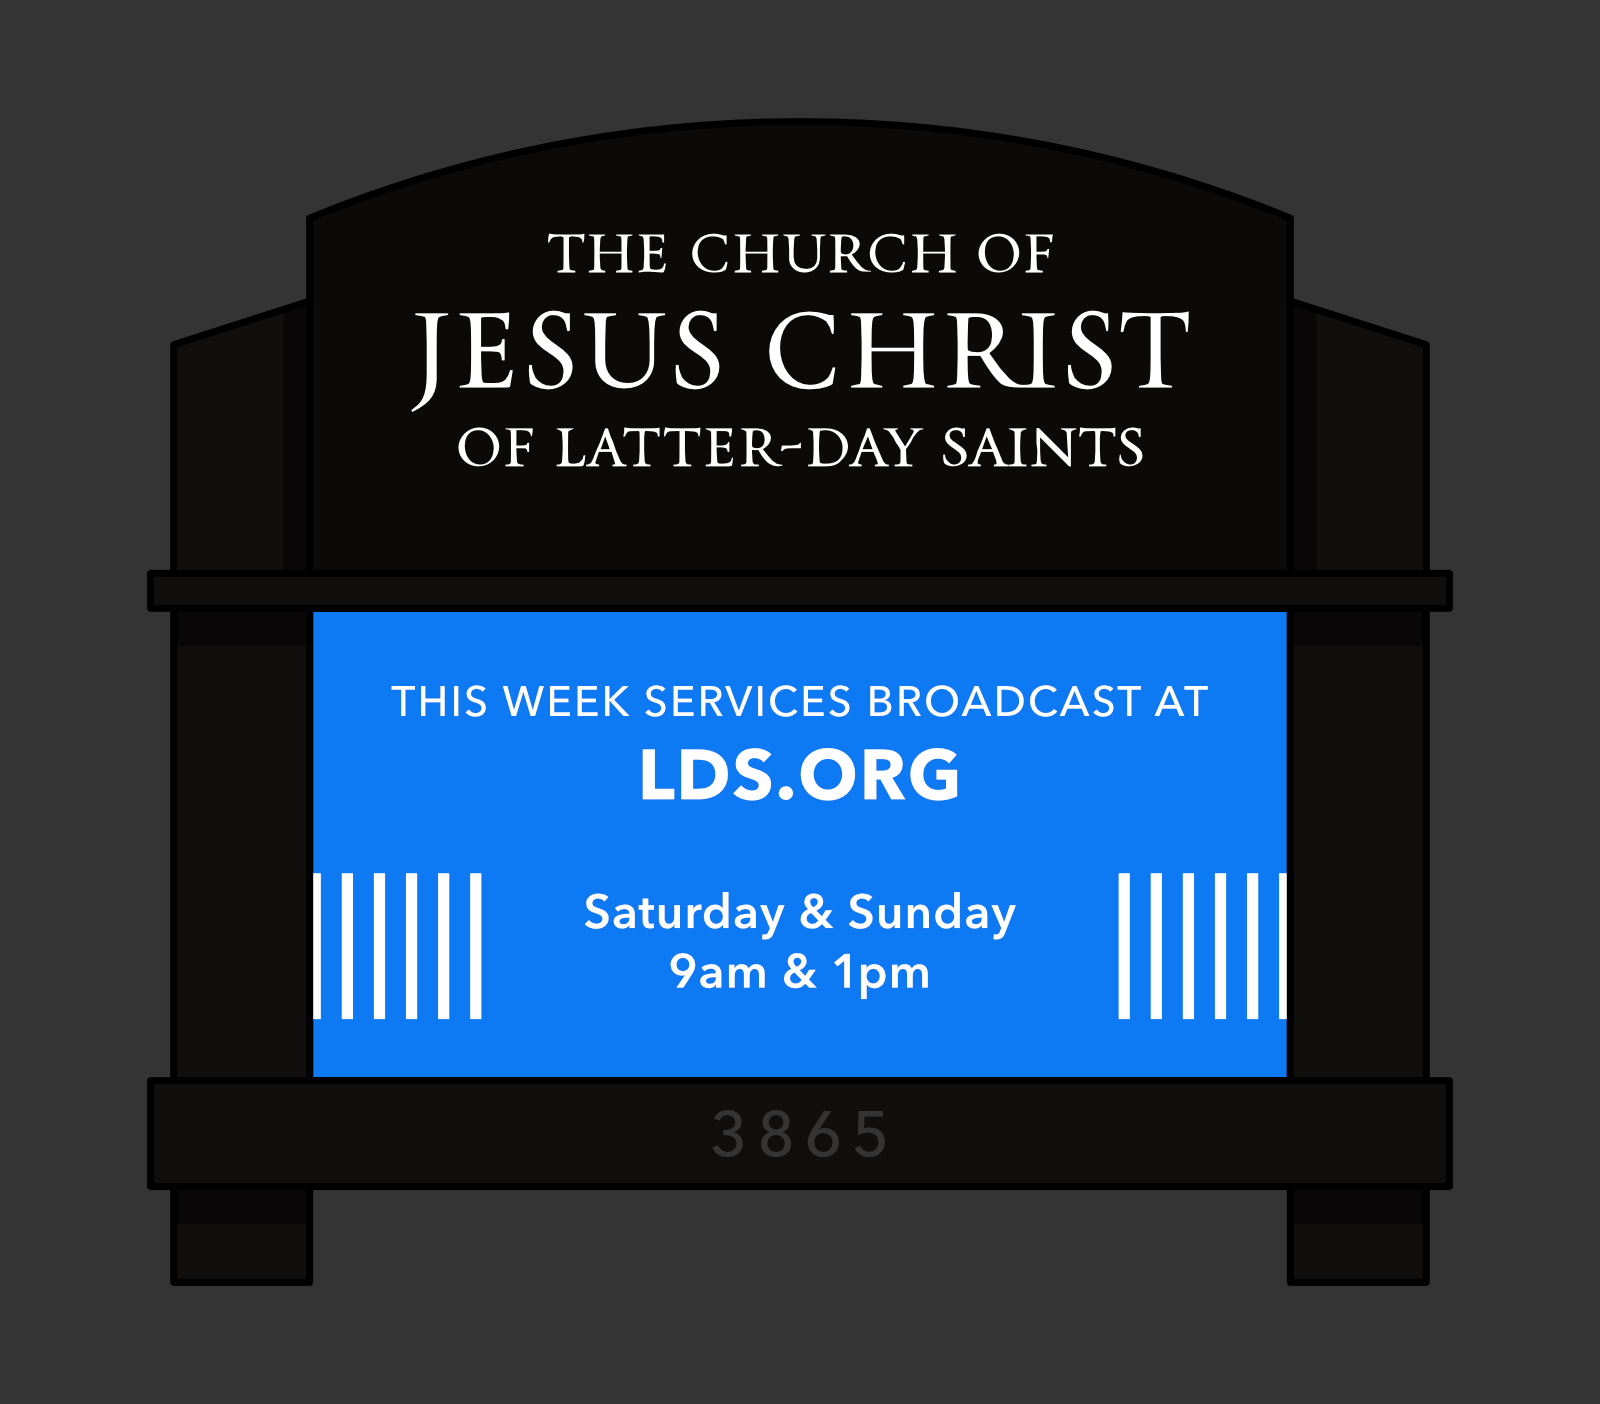 THE CHURCH OF
JESUS CHRIST
OF LATTER-DAY SAINTS
THIS WEEK SERVICES BROADCAST AT
LDS.ORG
Saturday & Sunday
9am & 1pm
3865